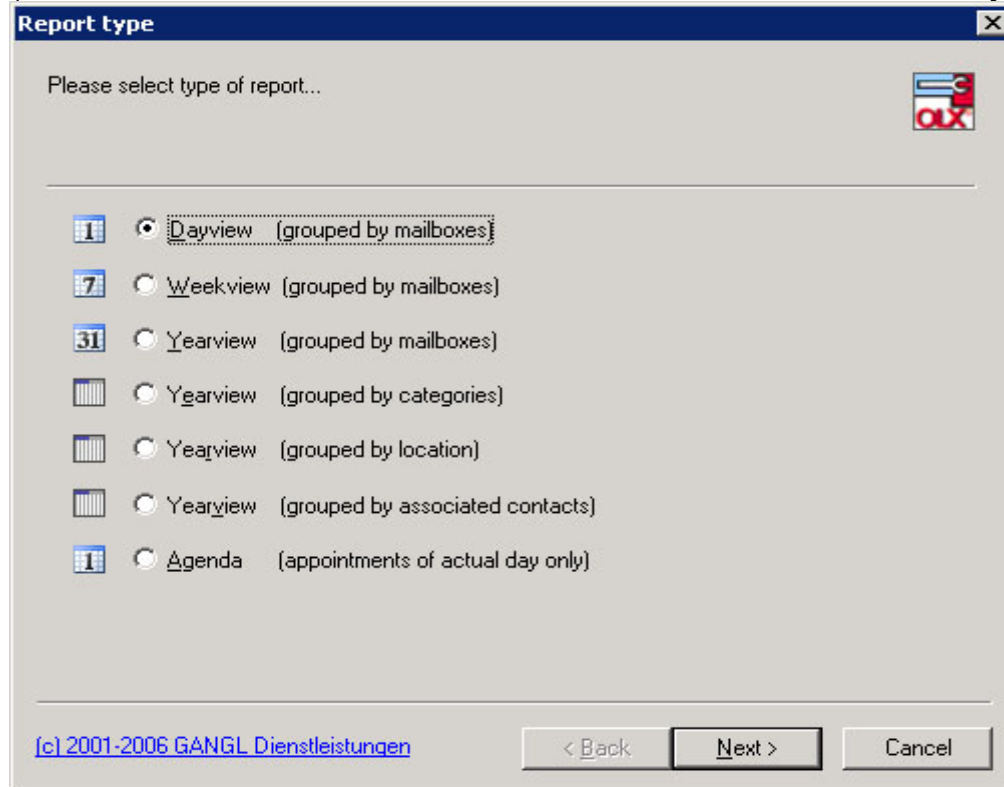 Report type
Please select type of report...
OLX
1 Dayview (grouped by mailboxes)
7 Weekview (grouped by mailboxes)
31 Yearview (grouped by mailboxes)
Yearview (grouped by categories)
Yearview (grouped by location)
Yearview (grouped by associated contacts)
1 Agenda (appointments of actual day only)
(c) 2001-2006 GANGL Dienstleistungen < Back Next > Cancel